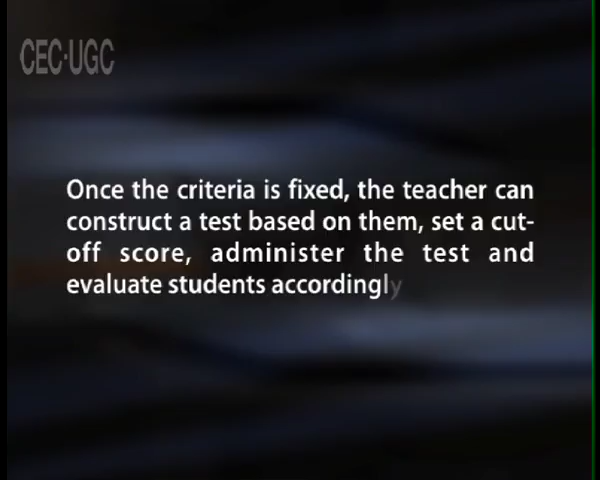 CEC·UGC
Once the criteria is fixed, the teacher can
construct a test based on them, set a cut-
off score, administer the test and
evaluate students accordingly